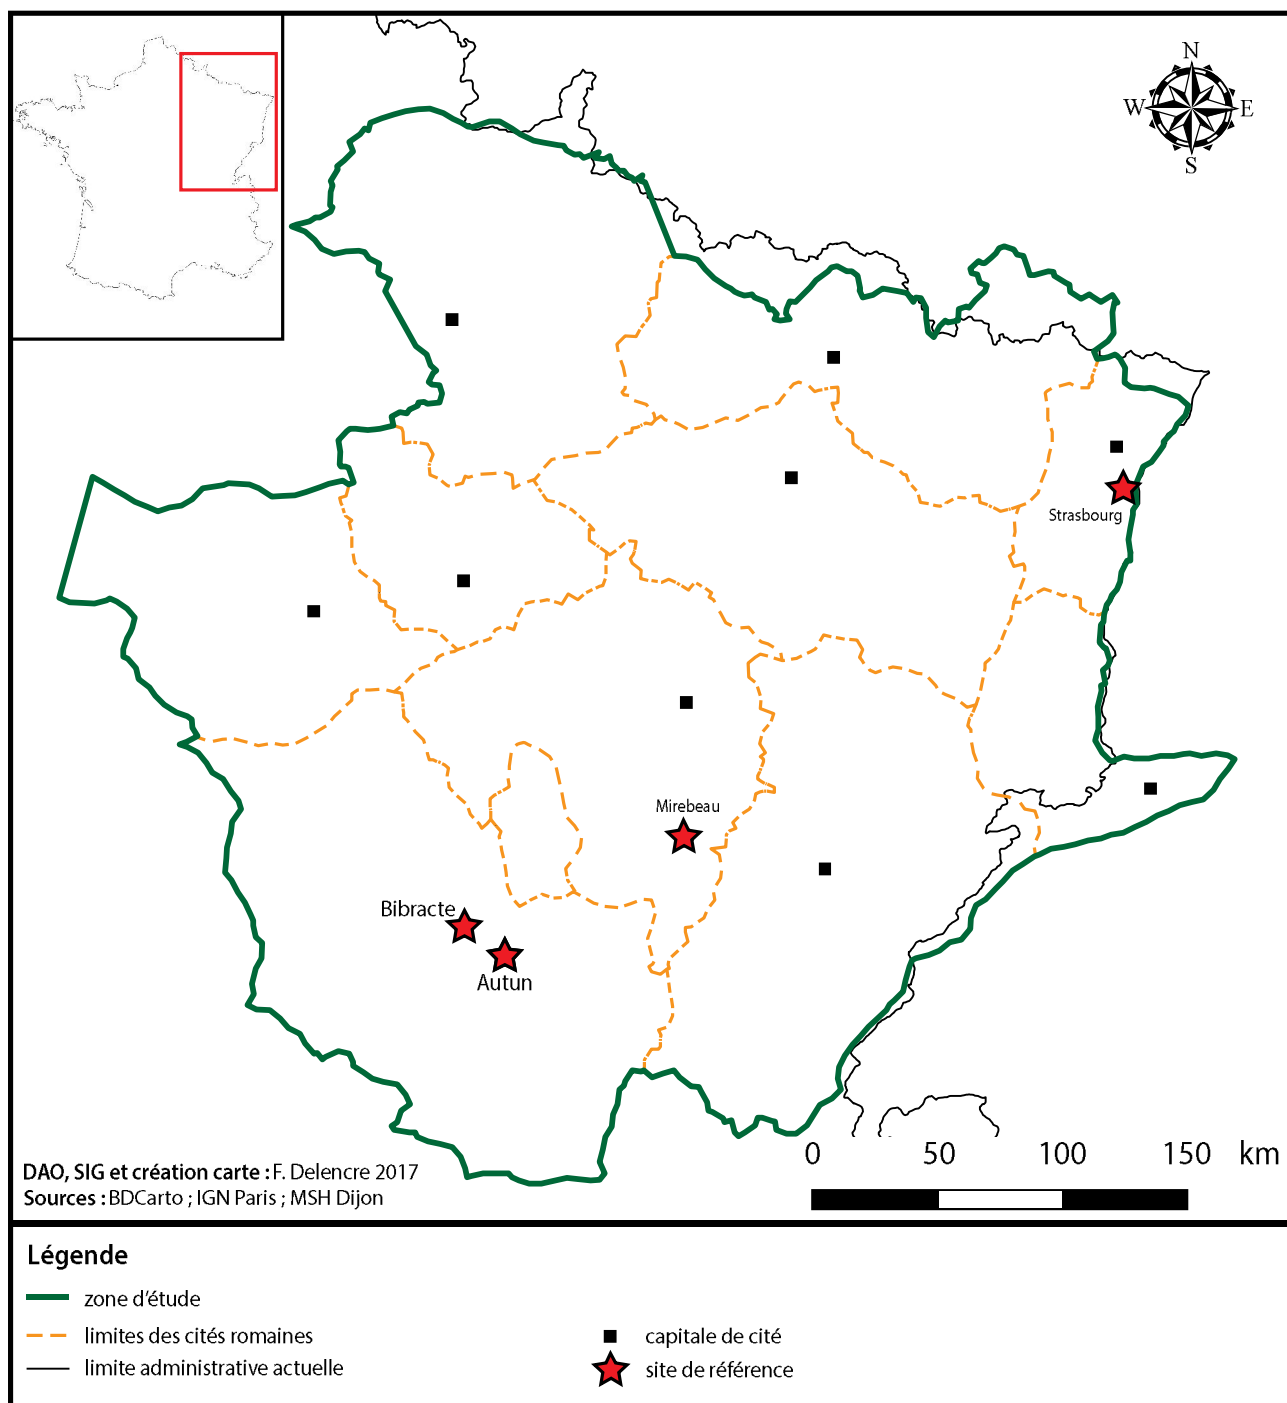 N
W E
S
Strasbourg
Mirebeau
Bibracte
Autun
0 50 100 150 km
DAO, SIG et création carte : F. Delencre 2017
Sources : BDCarto ; IGN Paris ; MSH Dijon
Légende
zone d'étude
limites des cités romaines
capitale de cité
limite administrative actuelle
site de référence